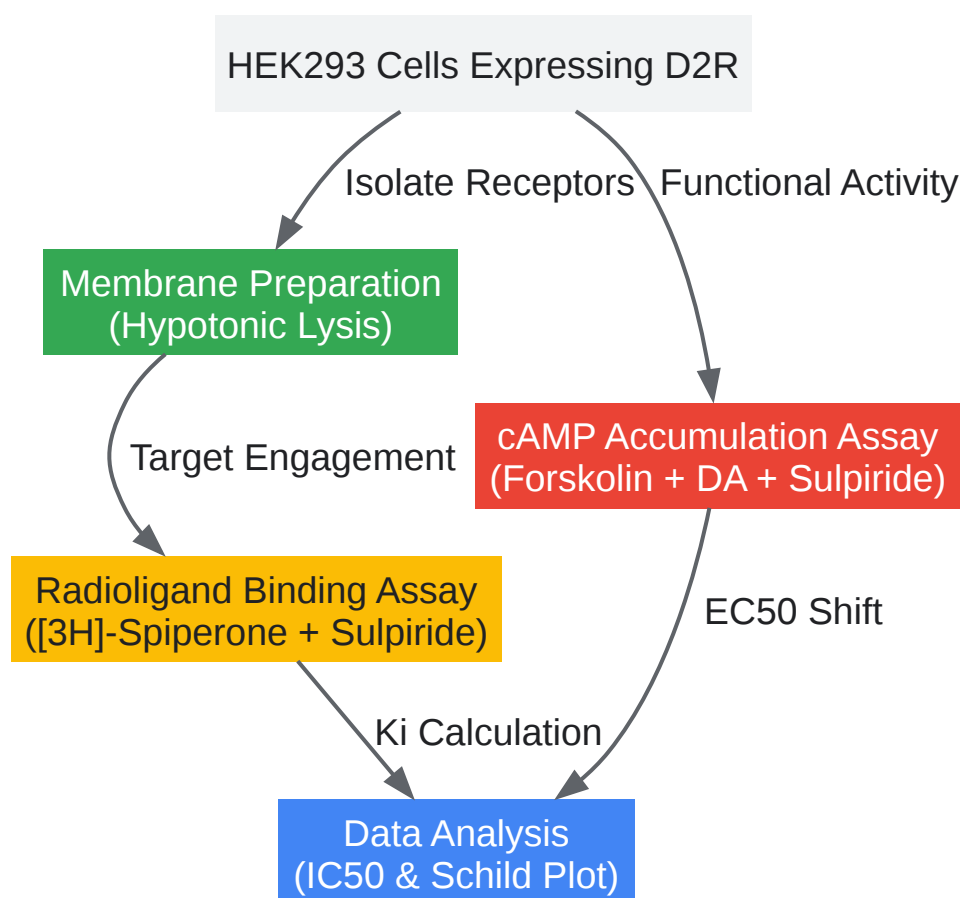 HEK293 Cells Expressing D2R
Isolate Receptors
Functional Activity
Membrane Preparation
(Hypotonic Lysis)
cAMP Accumulation Assay
(Forskolin + DA + Sulpiride)
Target Engagement
Radioligand Binding Assay
([3H]-Spiperone + Sulpiride)
EC50 Shift
Ki Calculation
Data Analysis
(IC50 & Schild Plot)